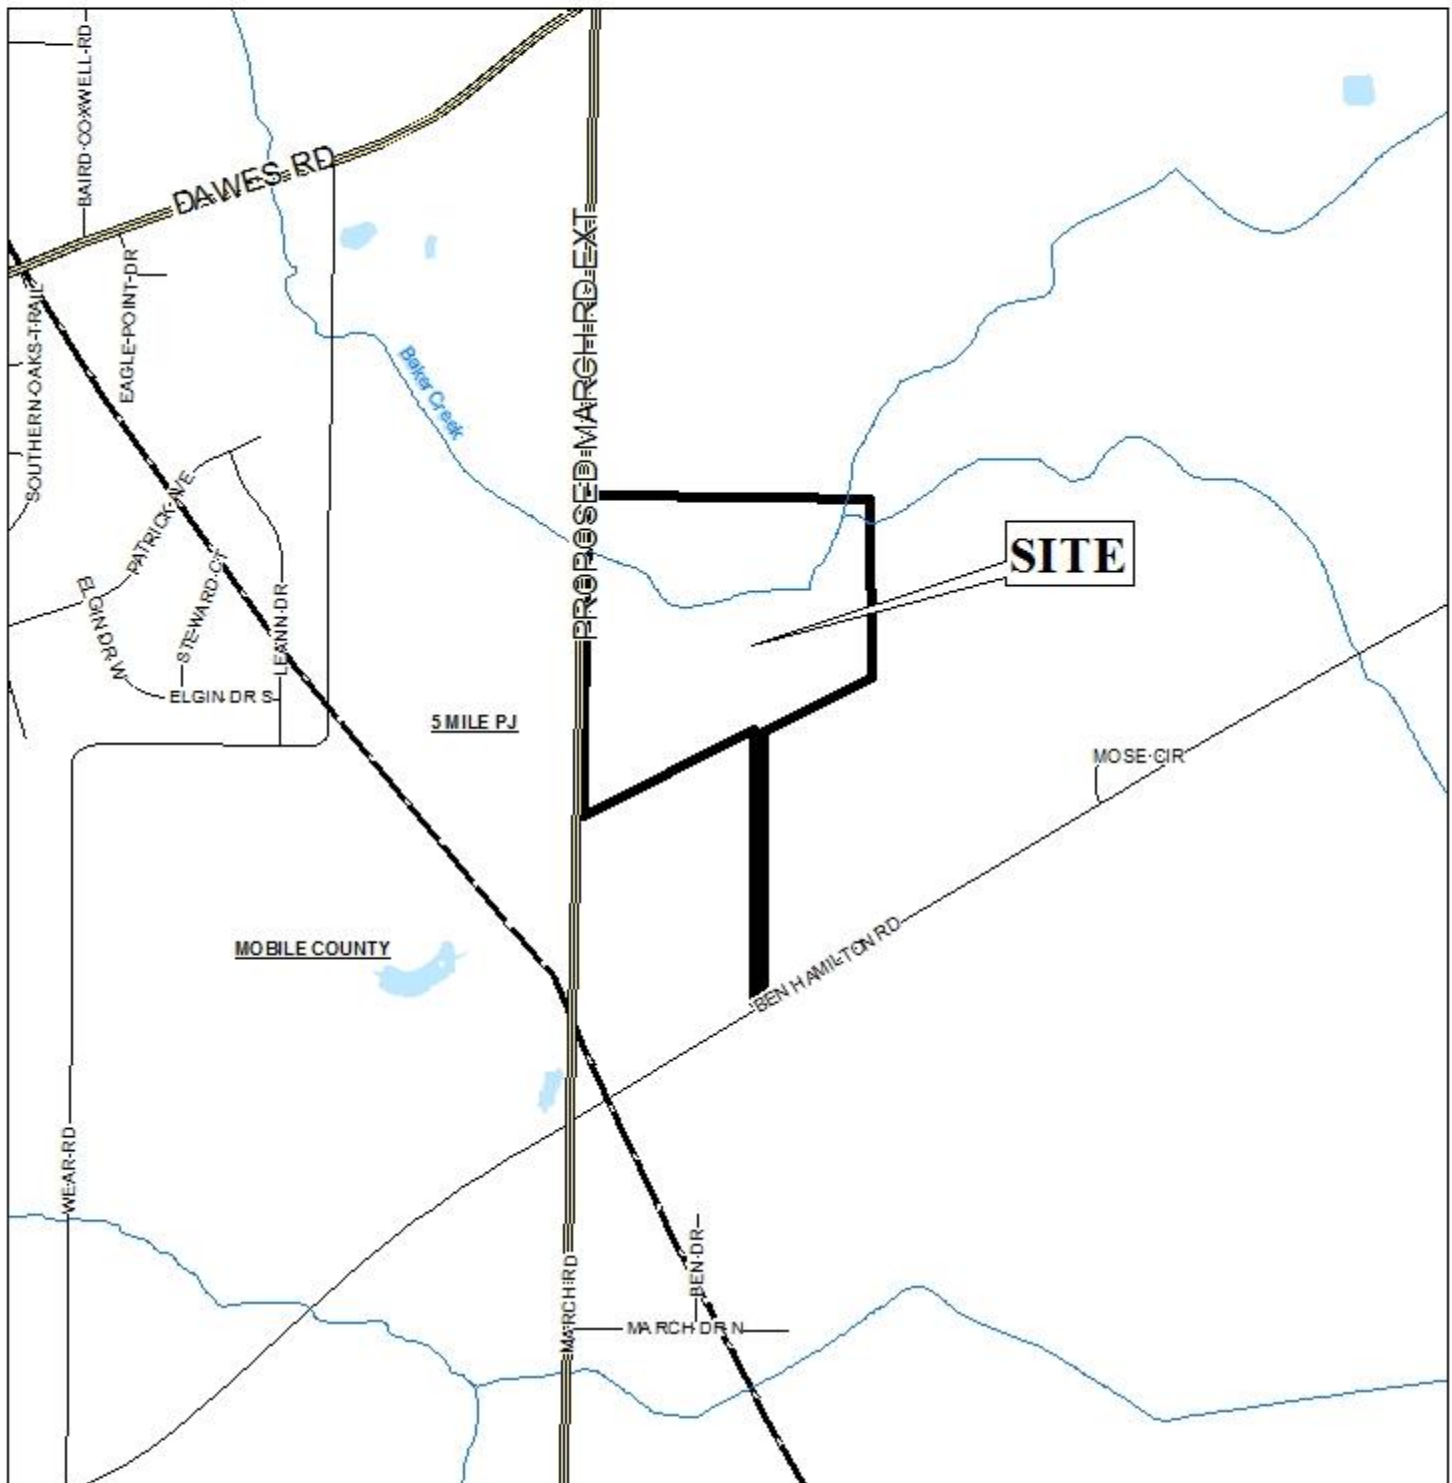 BAIRD COXWELL RD
DAWES RD
EAGLE POINT DR
SOUTHERN OAKS TRAIL
Baker Creek
PROPOSED MARCH RD EXT
PATRICK AVE
SITE
ELGIN DR W
STEWARD CT
LEANN DR
ELGIN DR S
5 MILE PJ
MOSE CIR
MOBILE COUNTY
BEN HAMILTON RD
WEAR RD
MARCH RD
BEN DR
MARCH DR N